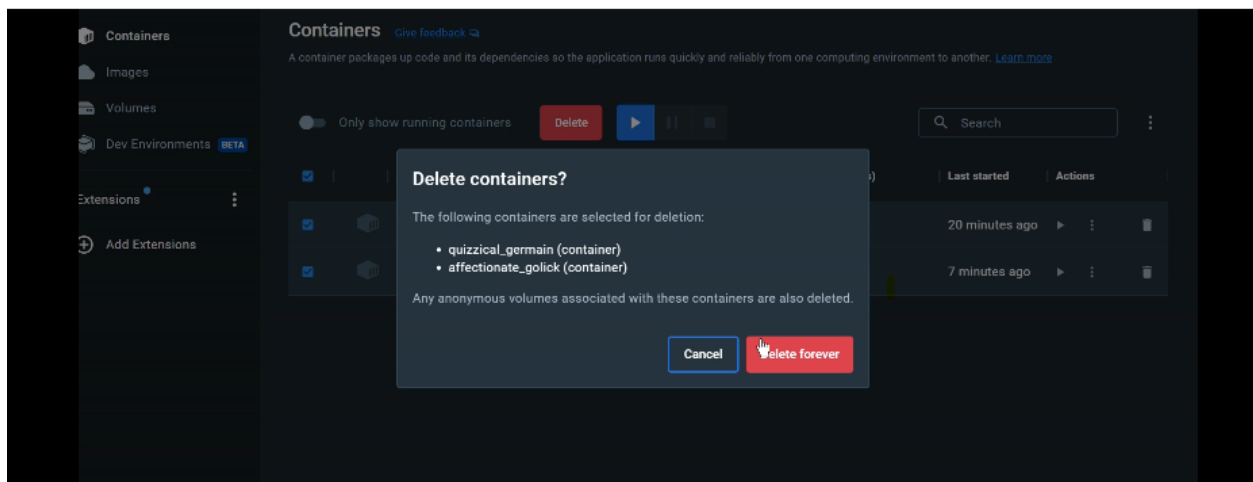 Containers
Images
Volumes
Dev Environments BETA
Extensions
Add Extensions
Containers Give feedback
A container packages up code and its dependencies so the application runs quickly and reliably from one computing environment to another. Learn more
Only show running containers Delete
Search
Last started Actions
20 minutes ago
7 minutes ago
Delete containers?
The following containers are selected for deletion:
• quizzical_germain (container)
• affectionate_golick (container)
Any anonymous volumes associated with these containers are also deleted.
Cancel elete forever